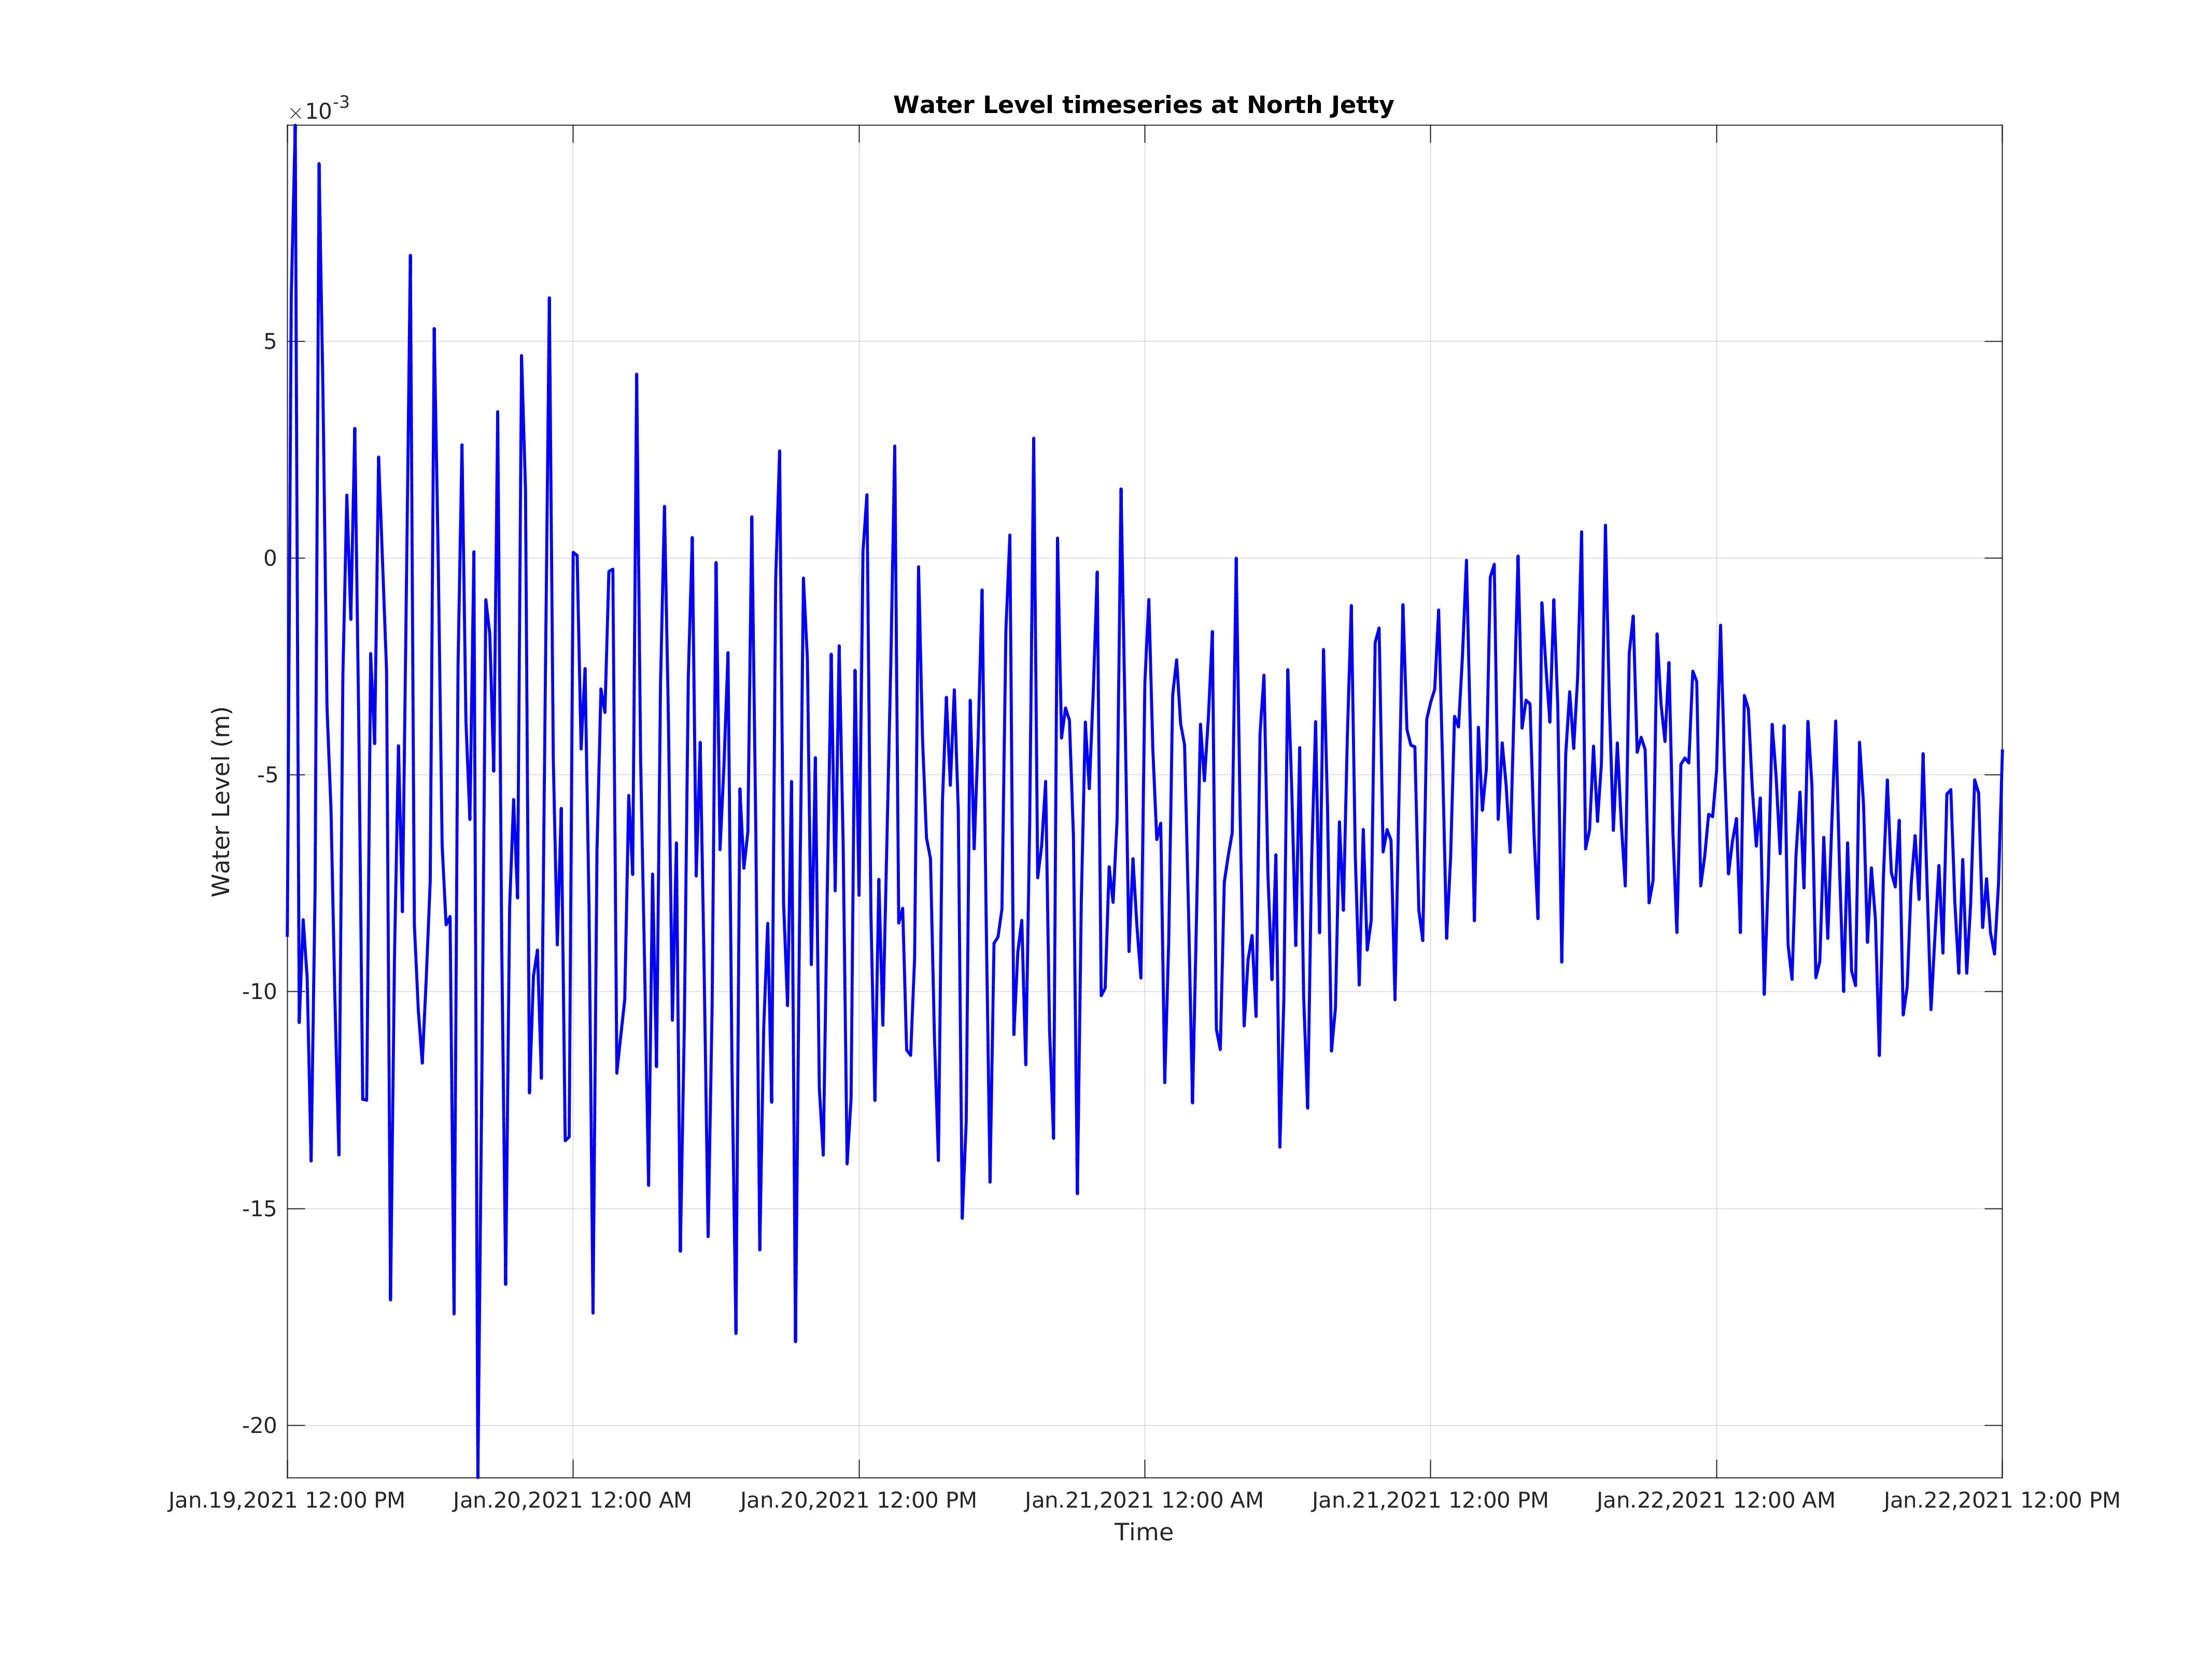 Water Level timeseries at North Jetty
×10-3
5
0
-5
-10
-15
-20
Water Level (m)
Jan.19,2021 12:00 PM Jan.20,2021 12:00 AM Jan.20,2021 12:00 PM Jan.21,2021 12:00 AM Jan.21,2021 12:00 PM Jan.22,2021 12:00 AM Jan.22,2021 12:00 PM
Time